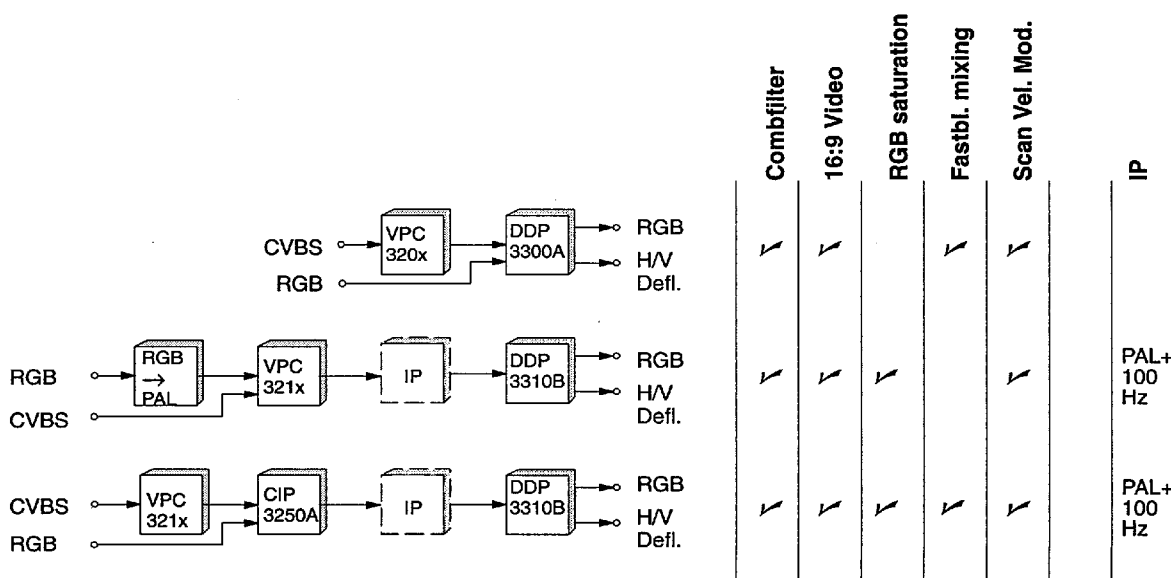 Combfilter
16:9 Video
RGB saturation
Fastbl. mixing
Scan Vel. Mod.
IP
CVBS
RGB
VPC
320x
DDP
3300A
RGB
H/V
Defl.
RGB
CVBS
RGB
→
PAL
VPC
321x
IP
DDP
3310B
RGB
H/V
Defl.
PAL+
100
Hz
CVBS
RGB
VPC
321x
CIP
3250A
IP
DDP
3310B
RGB
H/V
Defl.
PAL+
100
Hz